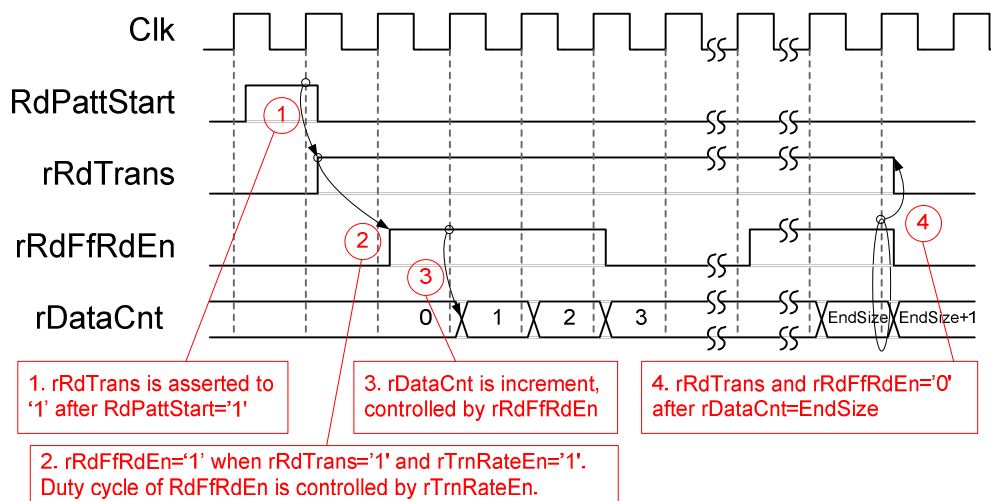 Clk
RdPattStart
1
rRdTrans
2
4
rRdFfRdEn
3
rDataCnt
0
1
2
3
EndSize
EndSize+1
1. rRdTrans is asserted to
‘1’ after RdPattStart=’1’
3. rDataCnt is increment,
controlled by rRdFfRdEn
4. rRdTrans and rRdFfRdEn=’0’
after rDataCnt=EndSize
2. rRdFfRdEn=‘1’ when rRdTrans=’1’ and rTrnRateEn=’1’.
Duty cycle of RdFfRdEn is controlled by rTrnRateEn.